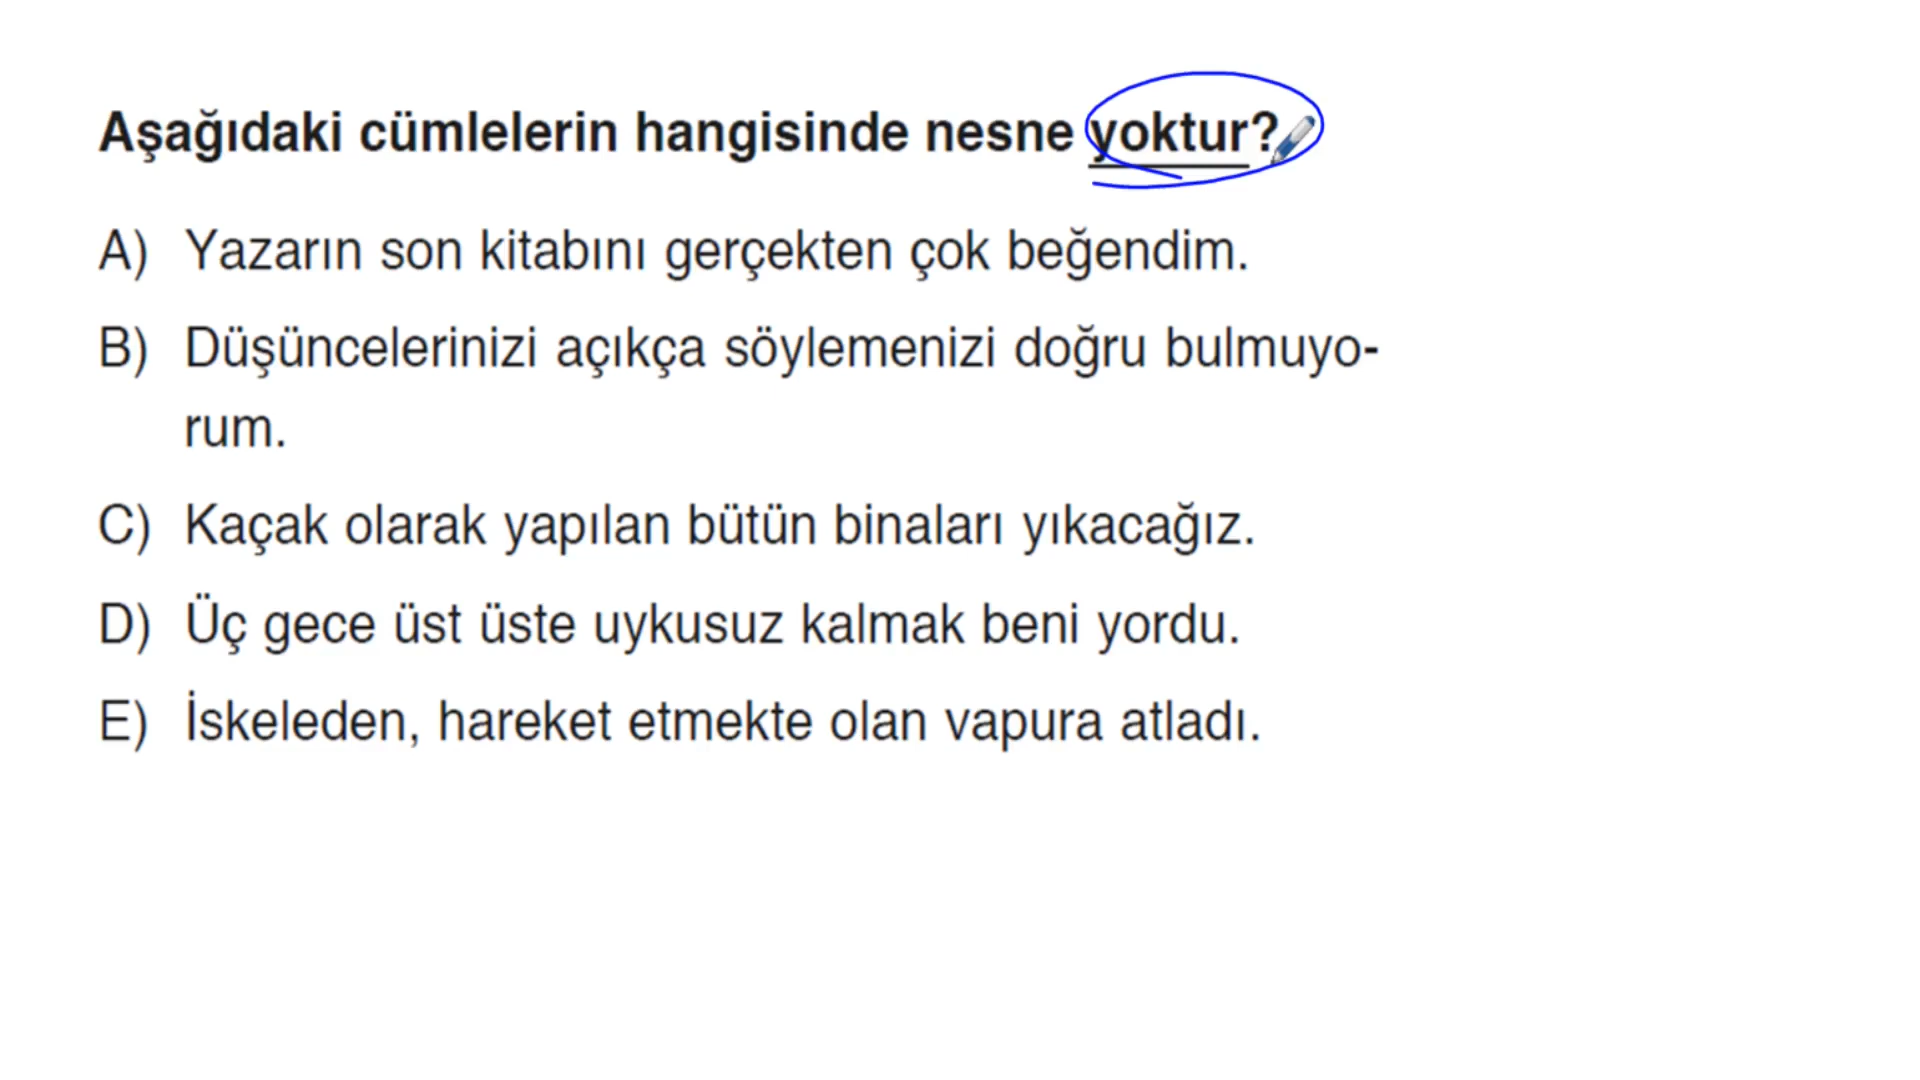 Aşağıdaki cümlelerin hangisinde nesne yoktur?
A) Yazarın son kitabını gerçekten çok beğendim.
B) Düşüncelerinizi açıkça söylemenizi doğru bulmuyo-
rum.
C) Kaçak olarak yapılan bütün binaları yıkacağız.
D) Üç gece üst üste uykusuz kalmak beni yordu.
E) İskeleden, hareket etmekte olan vapura atladı.